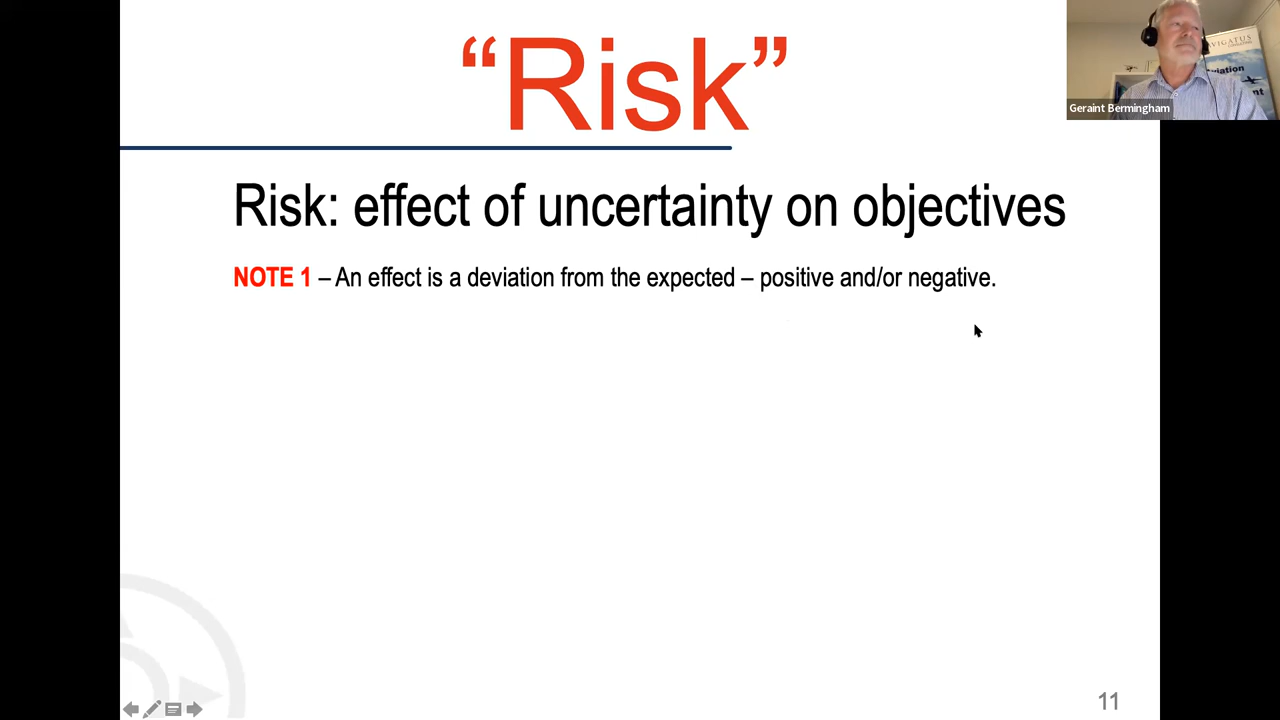 “Risk”
Risk: effect of uncertainty on objectives
NOTE 1 – An effect is a deviation from the expected – positive and/or negative.
Geraint Bermingham
11